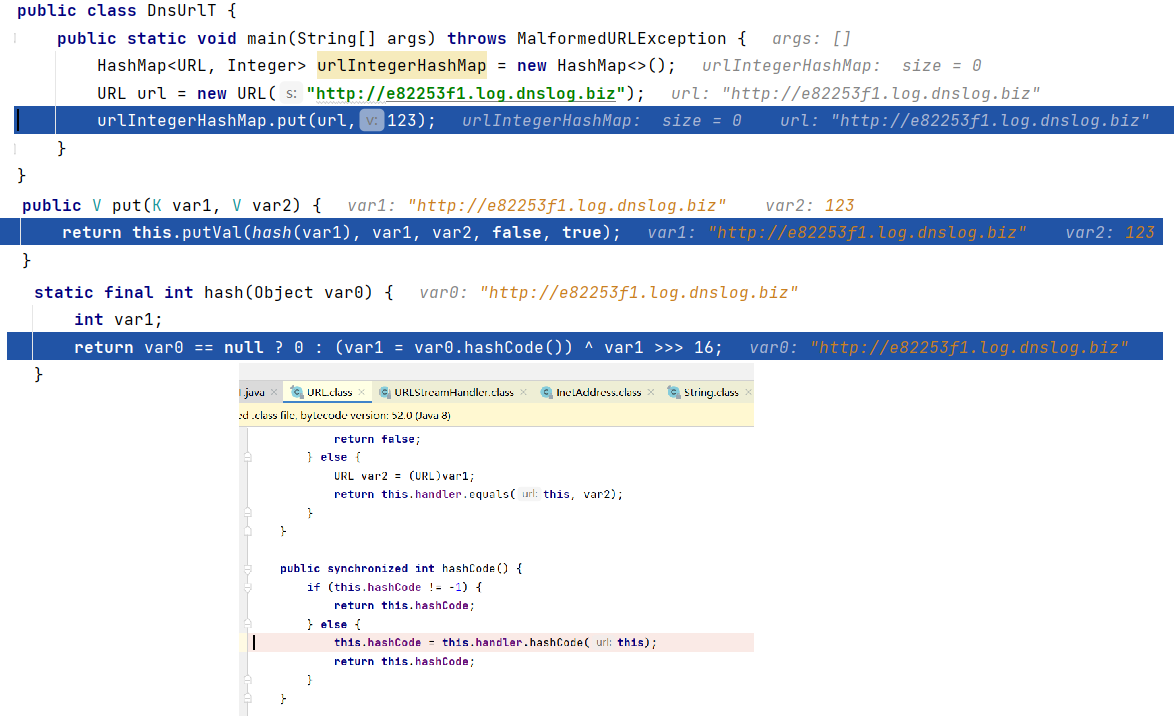 public class DnsUrlT {
public static void main(String[] args) throws MalformedURLException { args: []
HashMap<URL, Integer> urlIntegerHashMap = new HashMap<>(); urlIntegerHashMap: size = 0
URL url = new URL( s: "http://e82253f1.log.dnslog.biz"); url: "http://e82253f1.log.dnslog.biz"
urlIntegerHashMap.put(url, v: 123); urlIntegerHashMap: size = 0 url: "http://e82253f1.log.dnslog.biz"
}
}
public V put(K var1, V var2) { var1: "http://e82253f1.log.dnslog.biz" var2: 123
return this.putVal(hash(var1), var1, var2, false, true); var1: "http://e82253f1.log.dnslog.biz" var2: 123
}
static final int hash(Object var0) { var0: "http://e82253f1.log.dnslog.biz"
int var1;
return var0 == null ? 0 : (var1 = var0.hashCode()) ^ var1 >>> 16; var0: "http://e82253f1.log.dnslog.biz"
}
.java × URL.class × URLStreamHandler.class × InetAddress.class × String.class ×
ed .class file, bytecode version: 52.0 (Java 8)
return false;
} else {
URL var2 = (URL)var1;
return this.handler.equals( url: this, var2);
}
}
public synchronized int hashCode() {
if (this.hashCode != -1) {
return this.hashCode;
} else {
this.hashCode = this.handler.hashCode( url: this);
return this.hashCode;
}
}